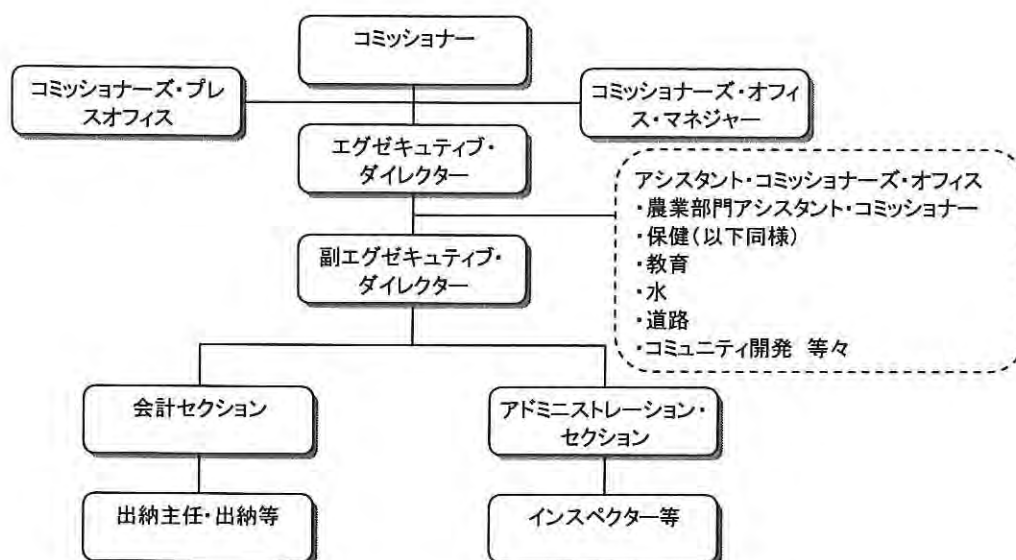 コミッショナー
コミッショナーズ・プレ
スオフィス
コミッショナーズ・オフィ
ス・マネジャー
エグゼキュティブ・
ダイレクター
アシスタント・コミッショナーズ・オフィス
・農業部門アシスタント・コミッショナー
・保健(以下同様)
・教育
・水
・道路
・コミュニティ開発 等々
副エグゼキュティブ・
ダイレクター
会計セクション
アドミニストレーション・
セクション
出納主任・出納等
インスペクター等